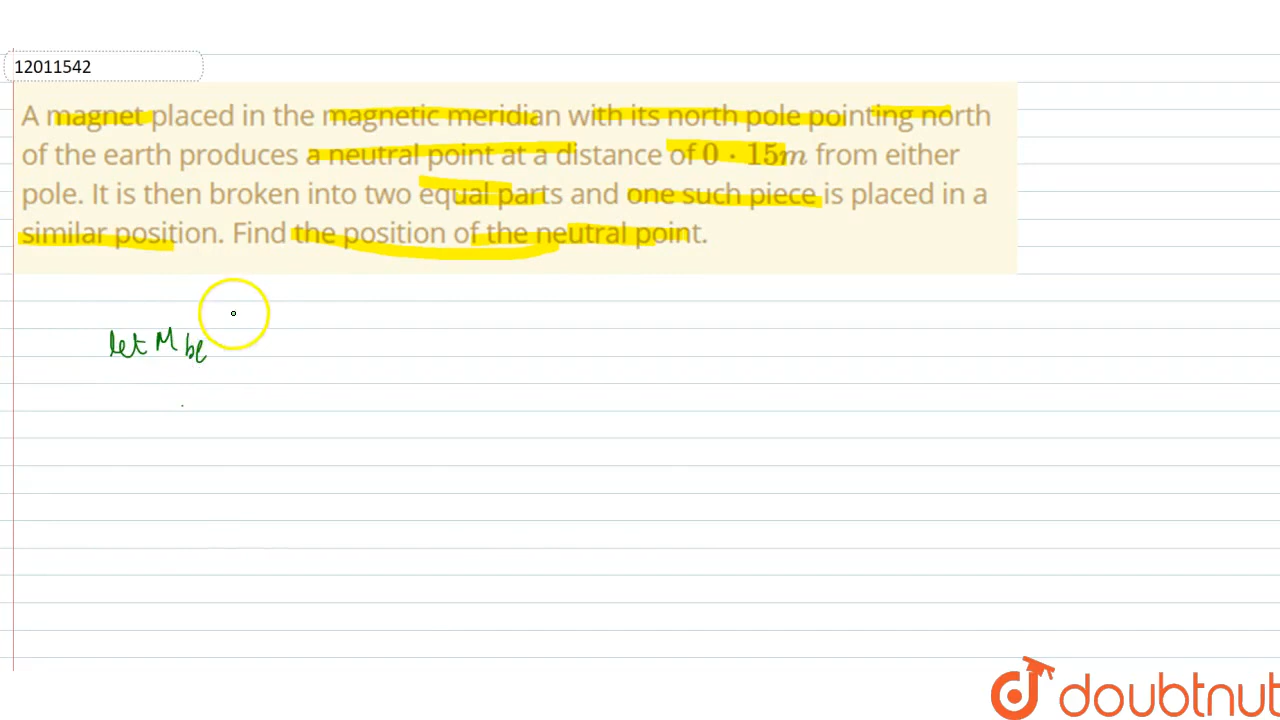 12011542
A magnet placed in the magnetic meridian with its north pole pointing north
of the earth produces a neutral point at a distance of 0 · 15m from either
pole. It is then broken into two equal parts and one such piece is placed in a
similar position. Find the position of the neutral point.
let M be
doubtnut